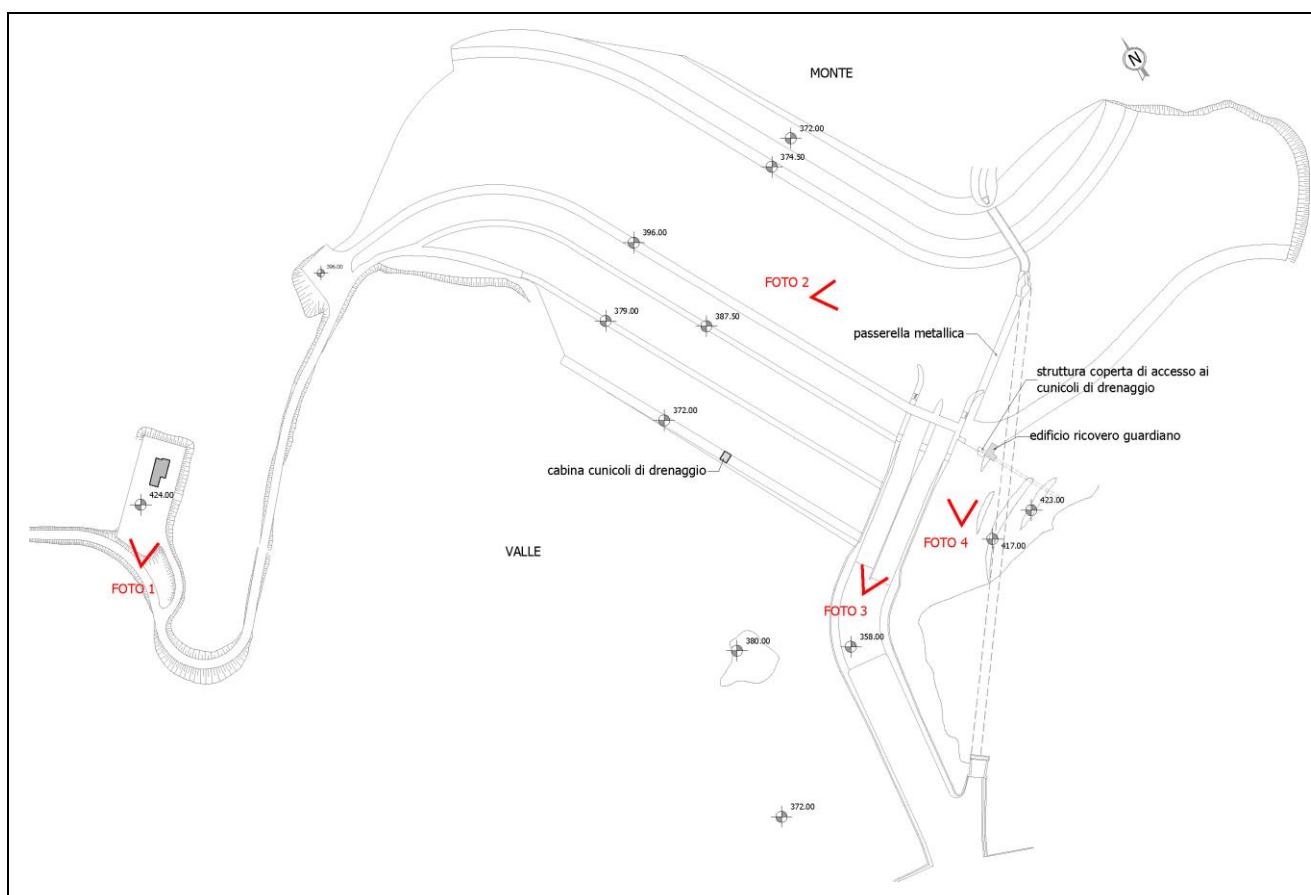 MONTE
N
372.00
374.50
396.00
396.00
FOTO 2
379.00
387.50
passerella metallica
struttura coperta di accesso ai
cunicoli di drenaggio
edificio ricovero guardiano
372.00
cabina cunicoli di drenaggio
424.00
423.00
417.00
FOTO 4
VALLE
FOTO 1
FOTO 3
358.00
380.00
372.00